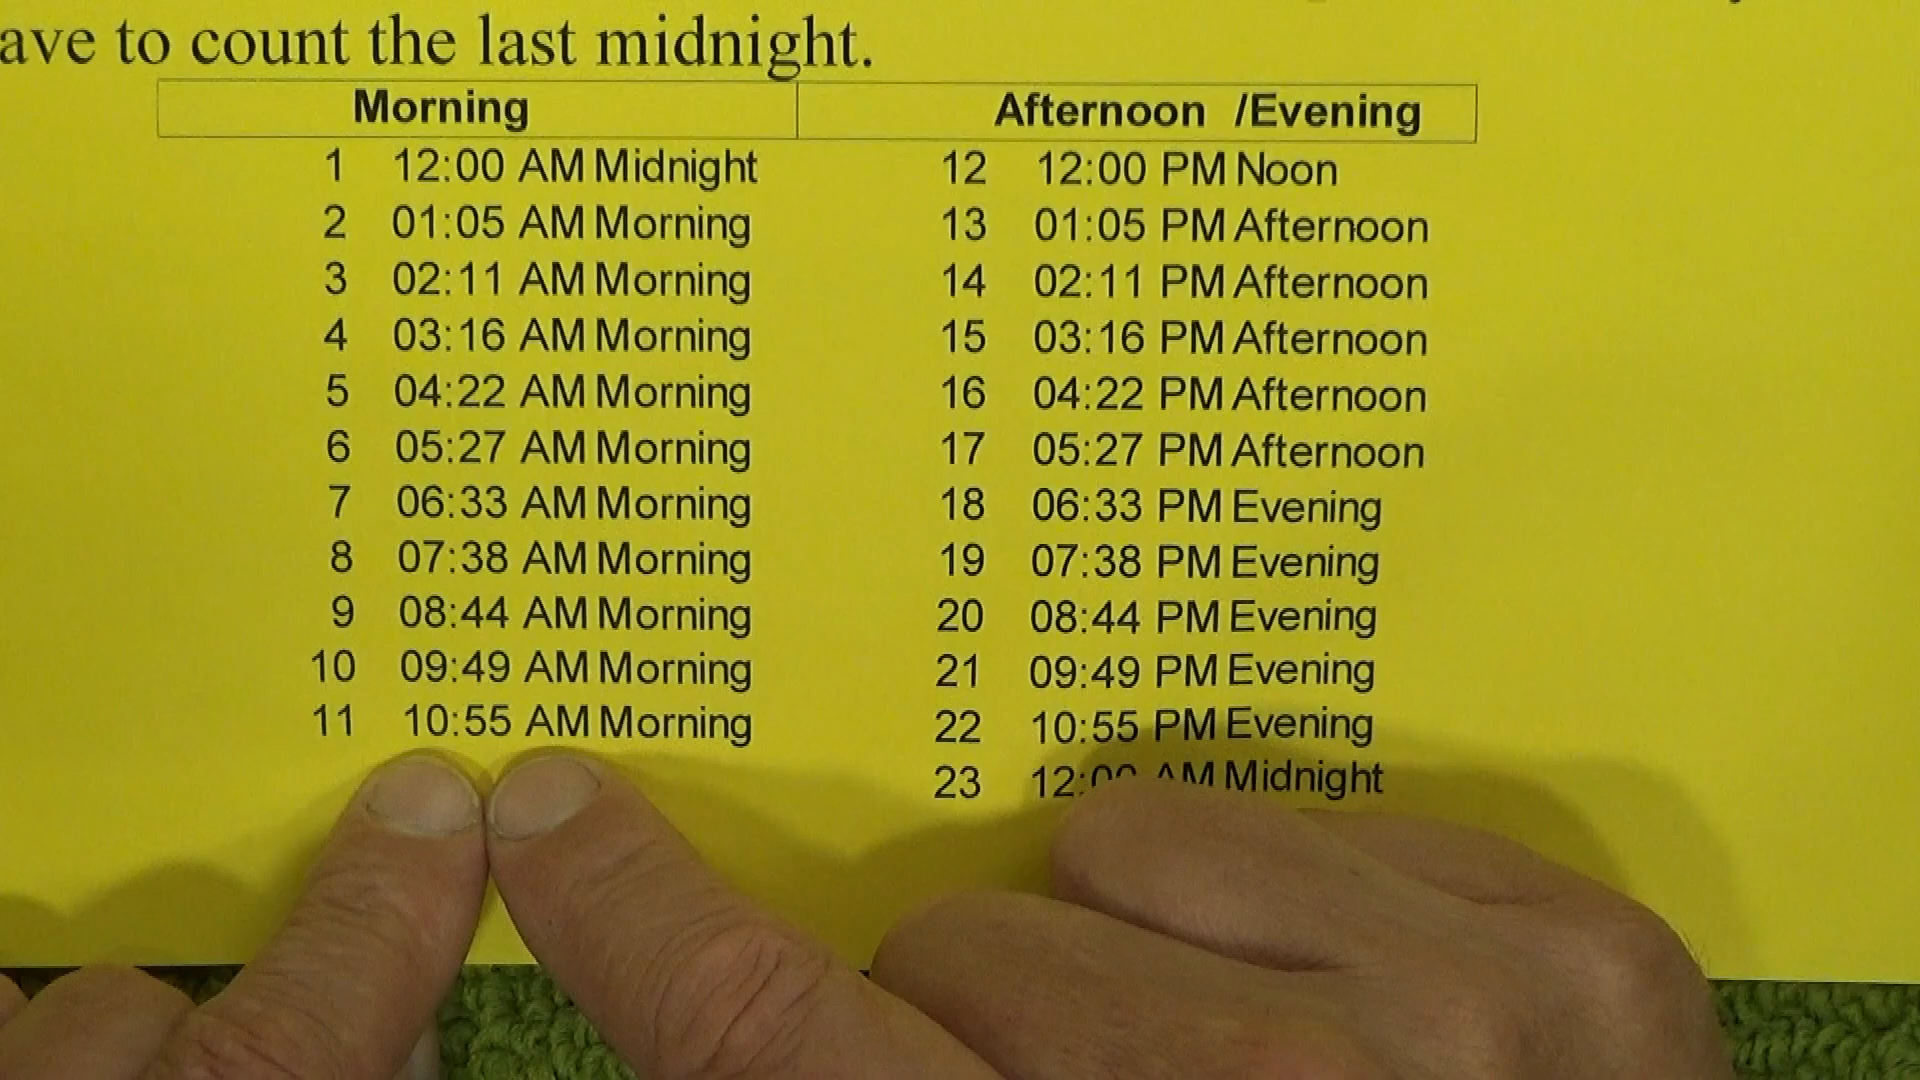 ave to count the last midnight.
Morning Afternoon /Evening
1 12:00 AM Midnight 12 12:00 PM Noon
2 01:05 AM Morning 13 01:05 PM Afternoon
3 02:11 AM Morning 14 02:11 PM Afternoon
4 03:16 AM Morning 15 03:16 PM Afternoon
5 04:22 AM Morning 16 04:22 PM Afternoon
6 05:27 AM Morning 17 05:27 PM Afternoon
7 06:33 AM Morning 18 06:33 PM Evening
8 07:38 AM Morning 19 07:38 PM Evening
9 08:44 AM Morning 20 08:44 PM Evening
10 09:49 AM Morning 21 09:49 PM Evening
11 10:55 AM Morning 22 10:55 PM Evening
23 12:00 AM Midnight